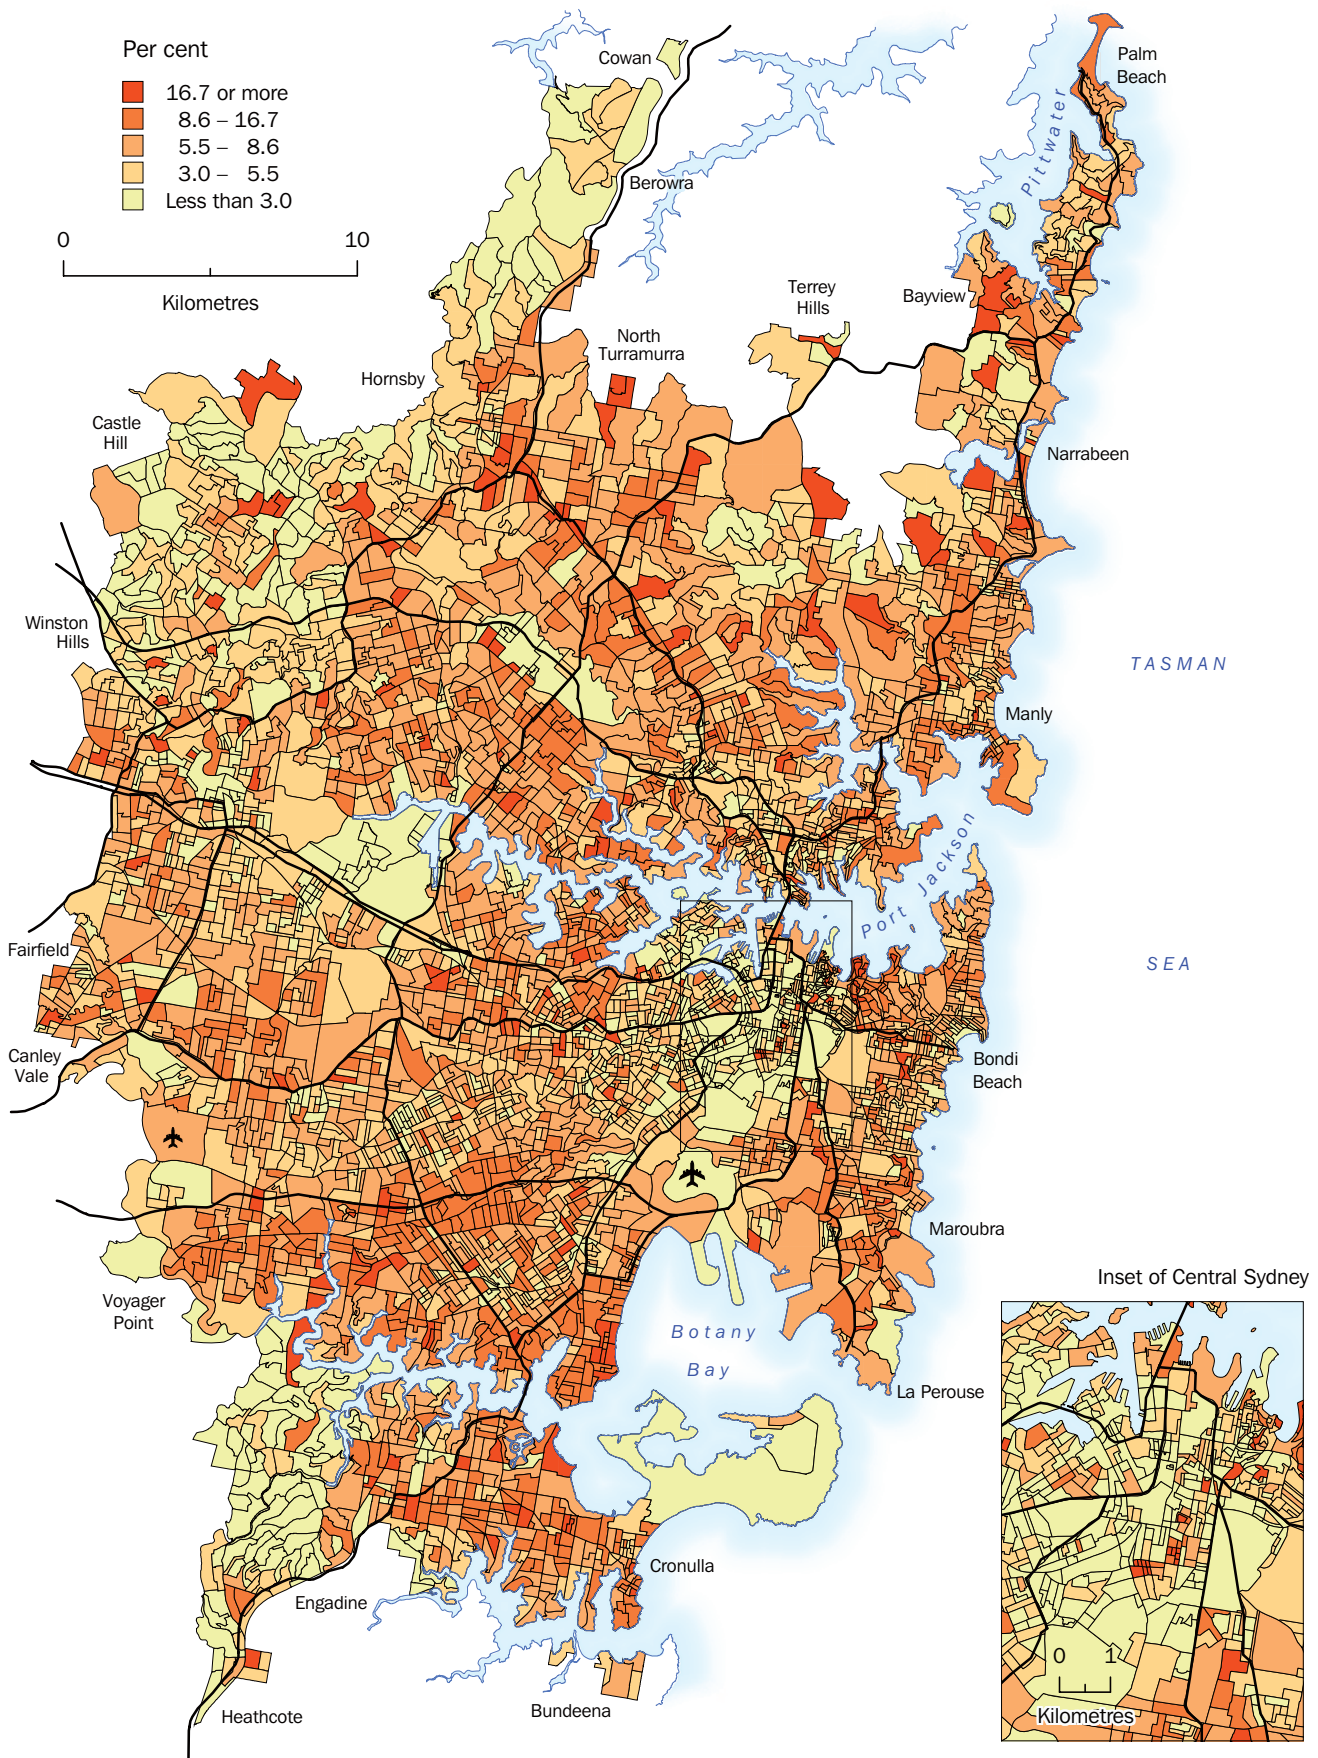 Per cent
16.7 or more
8.6 – 16.7
5.5 – 8.6
3.0 – 5.5
Less than 3.0
0 10
Kilometres
Cowan
Palm
Beach
Pittwater
Berowra
Terrey
Hills
Bayview
North
Turramurra
Hornsby
Castle
Hill
Narrabeen
Winston
Hills
TASMAN
Manly
Port Jackson
Fairfield
SEA
Canley
Vale
Bondi
Beach
Maroubra
Voyager
Point
Botany
Bay
La Perouse
Cronulla
Engadine
Heathcote
Bundeena
Inset of Central Sydney
0 1
Kilometres